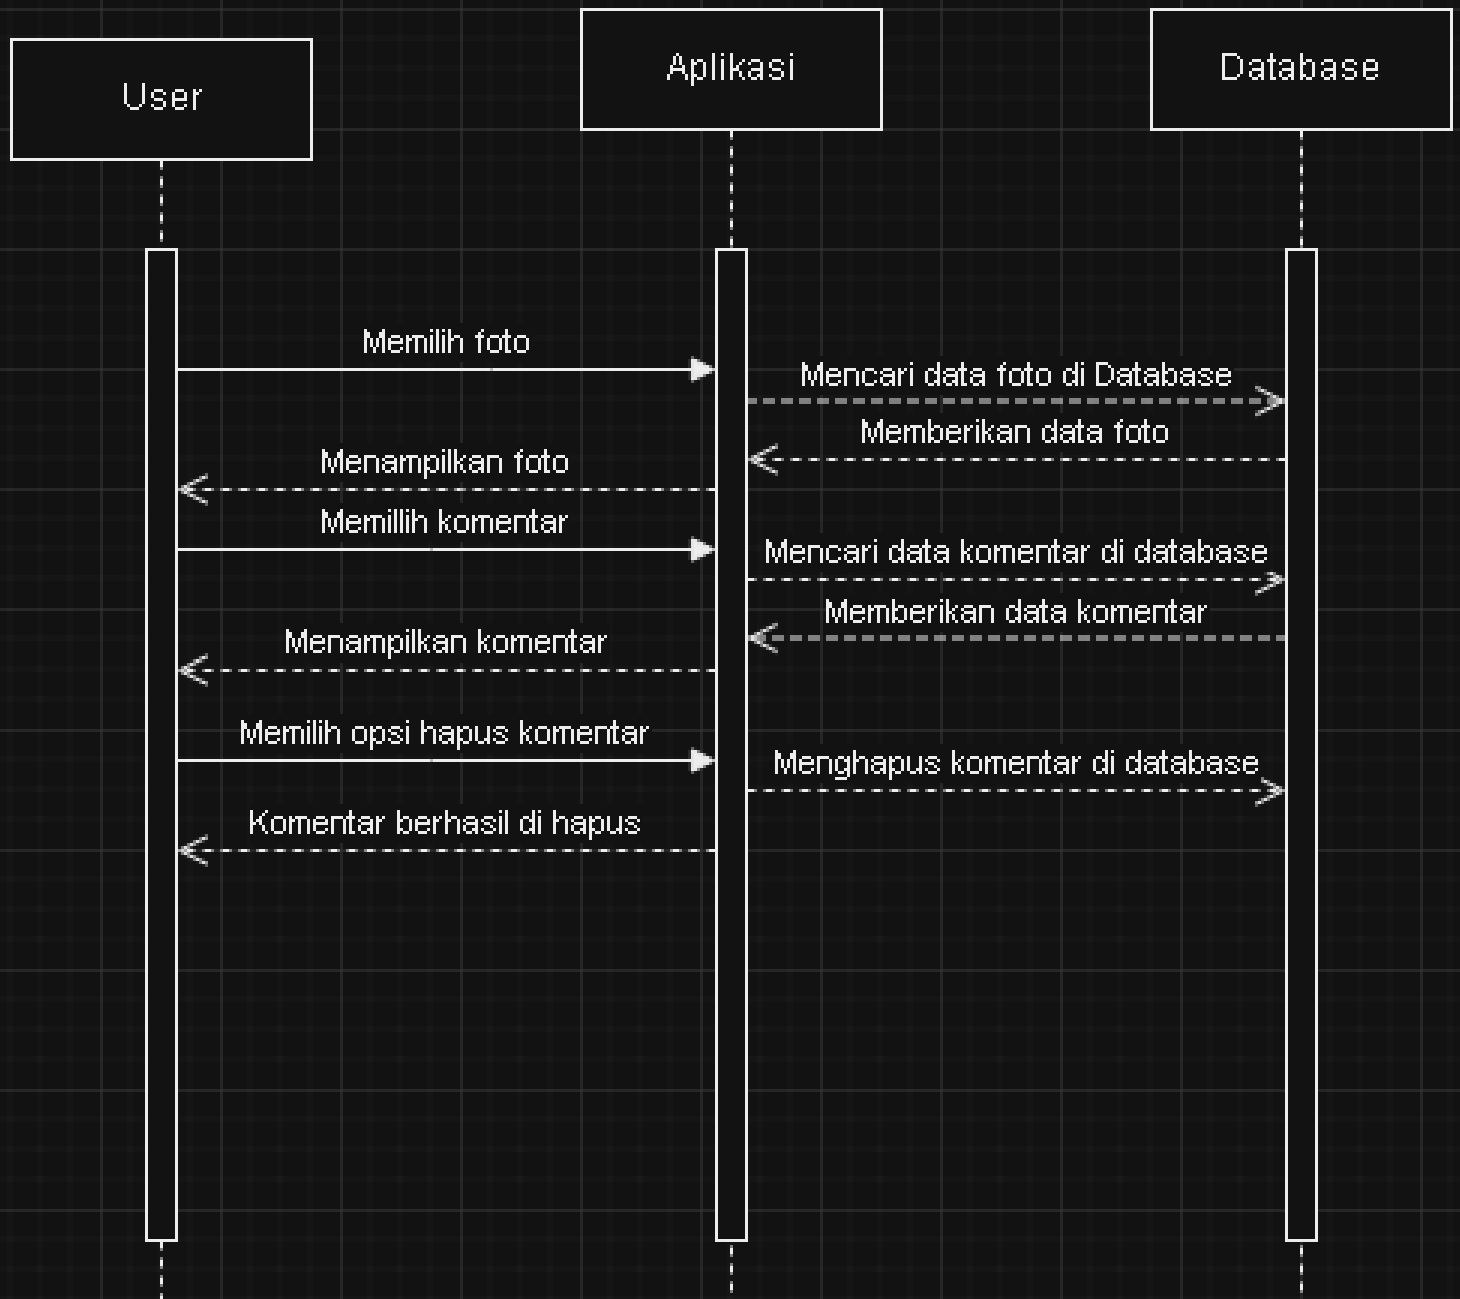 User
Aplikasi
Database
Memilih foto
Mencari data foto di Database
Memberikan data foto
Menampilkan foto
Memillih komentar
Mencari data komentar di database
Memberikan data komentar
Menampilkan komentar
Memilih opsi hapus komentar
Menghapus komentar di database
Komentar berhasil di hapus